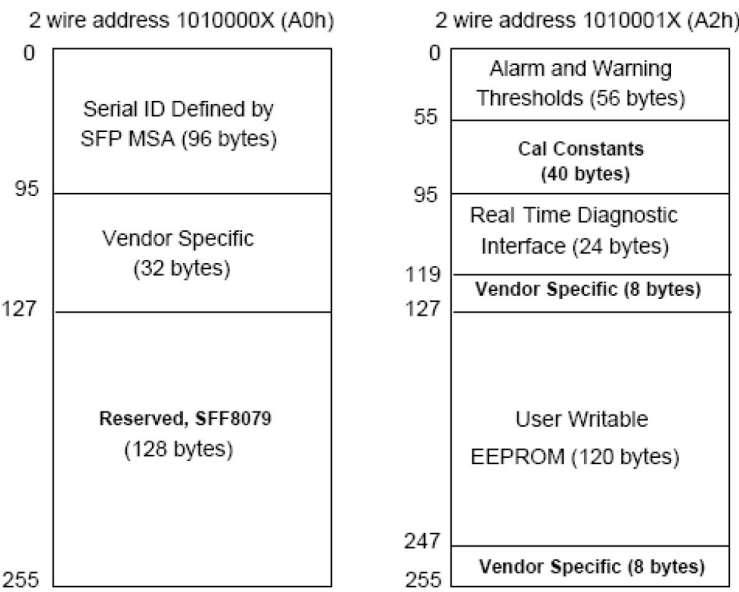 2 wire address 1010000X (A0h)
0
Serial ID Defined by
SFP MSA (96 bytes)
95
Vendor Specific
(32 bytes)
127
Reserved, SFF8079
(128 bytes)
255
2 wire address 1010001X (A2h)
0
Alarm and Warning
Thresholds (56 bytes)
55
Cal Constants
(40 bytes)
95
Real Time Diagnostic
Interface (24 bytes)
119
Vendor Specific (8 bytes)
127
User Writable
EEPROM (120 bytes)
247
Vendor Specific (8 bytes)
255